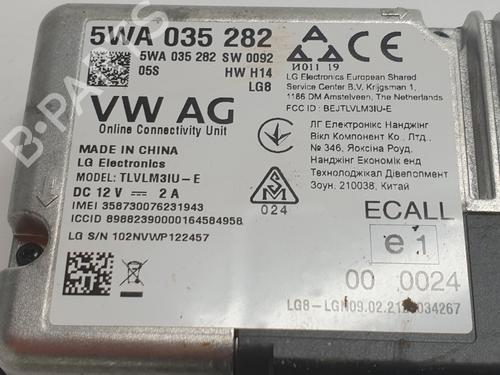 5WA 035 282
5WA 035 282 SW 0092
05S HW H14
LG8
VW AG
Online Connectivity Unit
MADE IN CHINA
LG Electronics
MODEL: TLVLM3IU-E
DC 12 V 2 A
IMEI 358730076231943
ICCID 89882390000164584958
LG S/N 102NVWP122457
CE
LG Electronics European Shared
Service Center B.V., Krijgsman 1,
1186 DM Amstelveen, The Netherlands
FCC ID : BEJTLVLM3IU-E
ЛГ Електронікс Нанджінг
Вікл Компонент Ко., Лтд.,
№ 346, Яоксіна Роуд,
Нанджінг Економік енд
Технолоджікал Девелопмент
Зоун, 210038, Китай
024
ECALL
e1
00 0024
B-PARTS